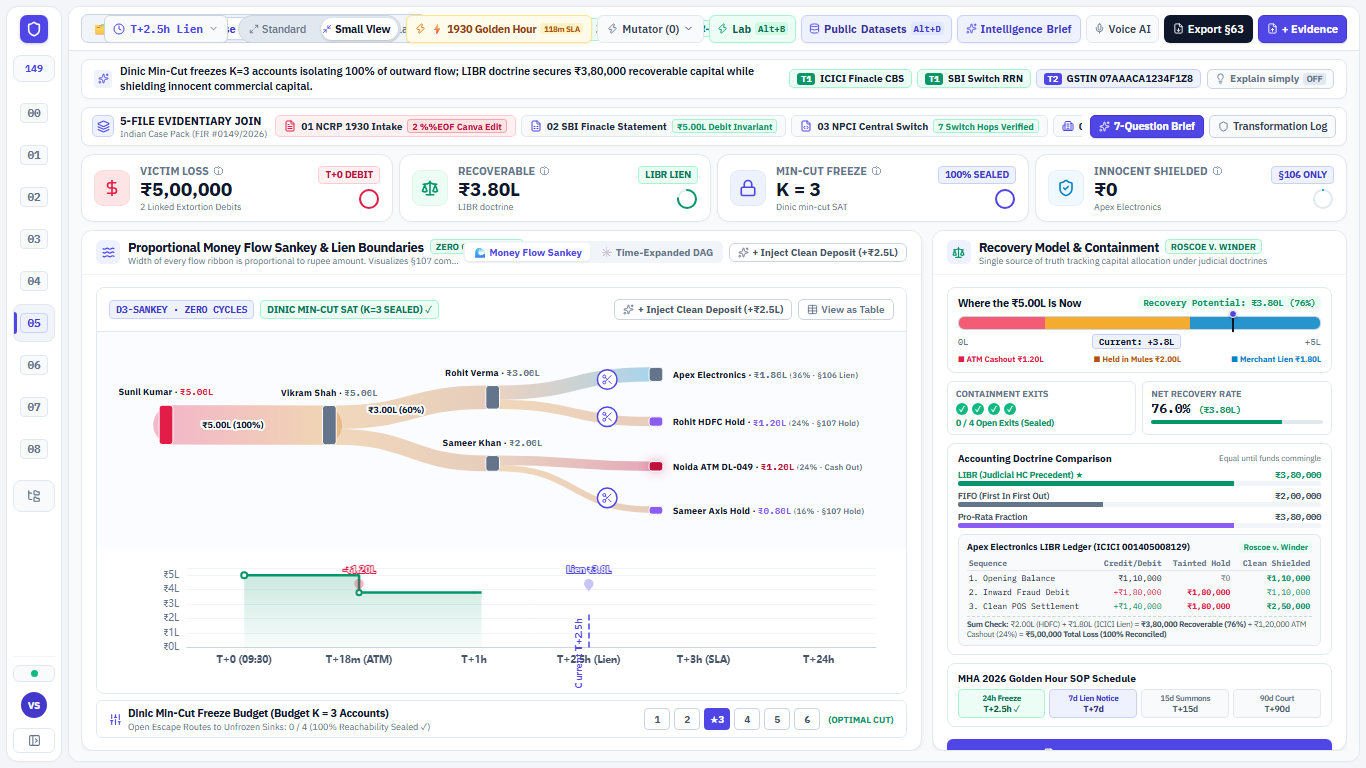 149
00
01
02
03
04
05
06
07
08
VS
T+2.5h Lien
Standard
Small View
1930 Golden Hour 118m SLA
Mutator (0)
Lab Alt+B
Public Datasets Alt+D
Intelligence Brief
Voice AI
Export §63
+ Evidence
Dinic Min-Cut freezes K=3 accounts isolating 100% of outward flow; LIBR doctrine secures ₹3,80,000 recoverable capital while
shielding innocent commercial capital.
T1 ICICI Finacle CBS
T1 SBI Switch RRN
T2 GSTIN 07AAACA1234F1Z8
Explain simply OFF
5-FILE EVIDENTIARY JOIN
Indian Case Pack (FIR #0149/2026)
01 NCRP 1930 Intake 2 %%EOF Canva Edit
02 SBI Finacle Statement ₹5.00L Debit Invariant
03 NPCI Central Switch 7 Switch Hops Verified
7-Question Brief
Transformation Log
VICTIM LOSS
T+0 DEBIT
₹5,00,000
2 Linked Extortion Debits
RECOVERABLE
LIBR LIEN
₹3.80L
LIBR doctrine
MIN-CUT FREEZE
100% SEALED
K = 3
Dinic min-cut SAT
INNOCENT SHIELDED
§106 ONLY
₹0
Apex Electronics
Proportional Money Flow Sankey & Lien Boundaries
Width of every flow ribbon is proportional to rupee amount. Visualizes §107 com...
Money Flow Sankey
Time-Expanded DAG
+ Inject Clean Deposit (+₹2.5L)
D3-SANKEY · ZERO CYCLES
DINIC MIN-CUT SAT (K=3 SEALED) ✓
+ Inject Clean Deposit (+₹2.5L)
View as Table
Sunil Kumar · ₹5.00L
Vikram Shah · ₹5.00L
Rohit Verma · ₹3.00L
Sameer Khan · ₹2.00L
₹5.00L (100%)
₹3.00L (60%)
Apex Electronics · ₹1.80L (36% · §106 Lien)
Rohit HDFC Hold · ₹1.20L (24% · §107 Hold)
Noida ATM DL-049 · ₹1.20L (24% · Cash Out)
Sameer Axis Hold · ₹0.80L (16% · §107 Hold)
₹5L
₹4L
₹3L
₹2L
₹1L
₹0L
-₹1.20L
Lien ₹3.8L
T+0 (09:30)
T+18m (ATM)
T+1h
T+2.5h (Lien)
T+3h (SLA)
T+24h
Dinic Min-Cut Freeze Budget (Budget K = 3 Accounts)
Open Escape Routes to Unfrozen Sinks: 0 / 4 (100% Reachability Sealed ✓)
1
2
★3
4
5
6
(OPTIMAL CUT)
Recovery Model & Containment ROSCOE V. WINDER
Single source of truth tracking capital allocation under judicial doctrines
Where the ₹5.00L Is Now
Recovery Potential: ₹3.80L (76%)
0L
Current: +3.8L
+5L
ATM Cashout ₹1.20L
Held in Mules ₹2.00L
Merchant Lien ₹1.80L
CONTAINMENT EXITS
0 / 4 Open Exits (Sealed)
NET RECOVERY RATE
76.0% (₹3.80L)
Accounting Doctrine Comparison
Equal until funds commingle
LIBR (Judicial HC Precedent) ★ ₹3,80,000
FIFO (First In First Out) ₹2,00,000
Pro-Rata Fraction ₹3,80,000
Apex Electronics LIBR Ledger (ICICI 001405008129) Roscoe v. Winder
Sequence Credit/Debit Tainted Hold Clean Shielded
1. Opening Balance ₹1,10,000 ₹0 ₹1,10,000
2. Inward Fraud Debit +₹1,80,000 ₹1,80,000 ₹1,10,000
3. Clean POS Settlement +₹1,40,000 ₹1,80,000 ₹2,50,000
Sum Check: ₹2.00L (HDFC) + ₹1.80L (ICICI Lien) = ₹3,80,000 Recoverable (76%) + ₹1,20,000 ATM
Cashout (24%) = ₹5,00,000 Total Loss (100% Reconciled)
MHA 2026 Golden Hour SOP Schedule
24h Freeze
T+2.5h ✓
7d Lien Notice
T+7d
15d Summons
T+15d
90d Court
T+90d